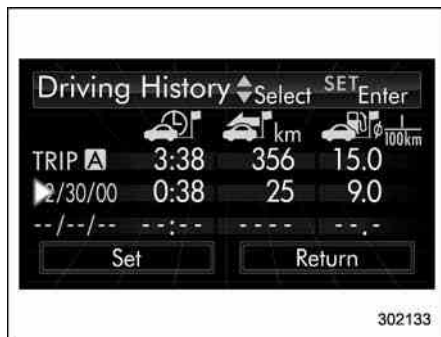 Driving History Select SET Enter
km ø 100km
TRIP A 3:38 356 15.0
2/30/00 0:38 25 9.0
--/--/-- --:-- ---- --.-
Set Return
302133